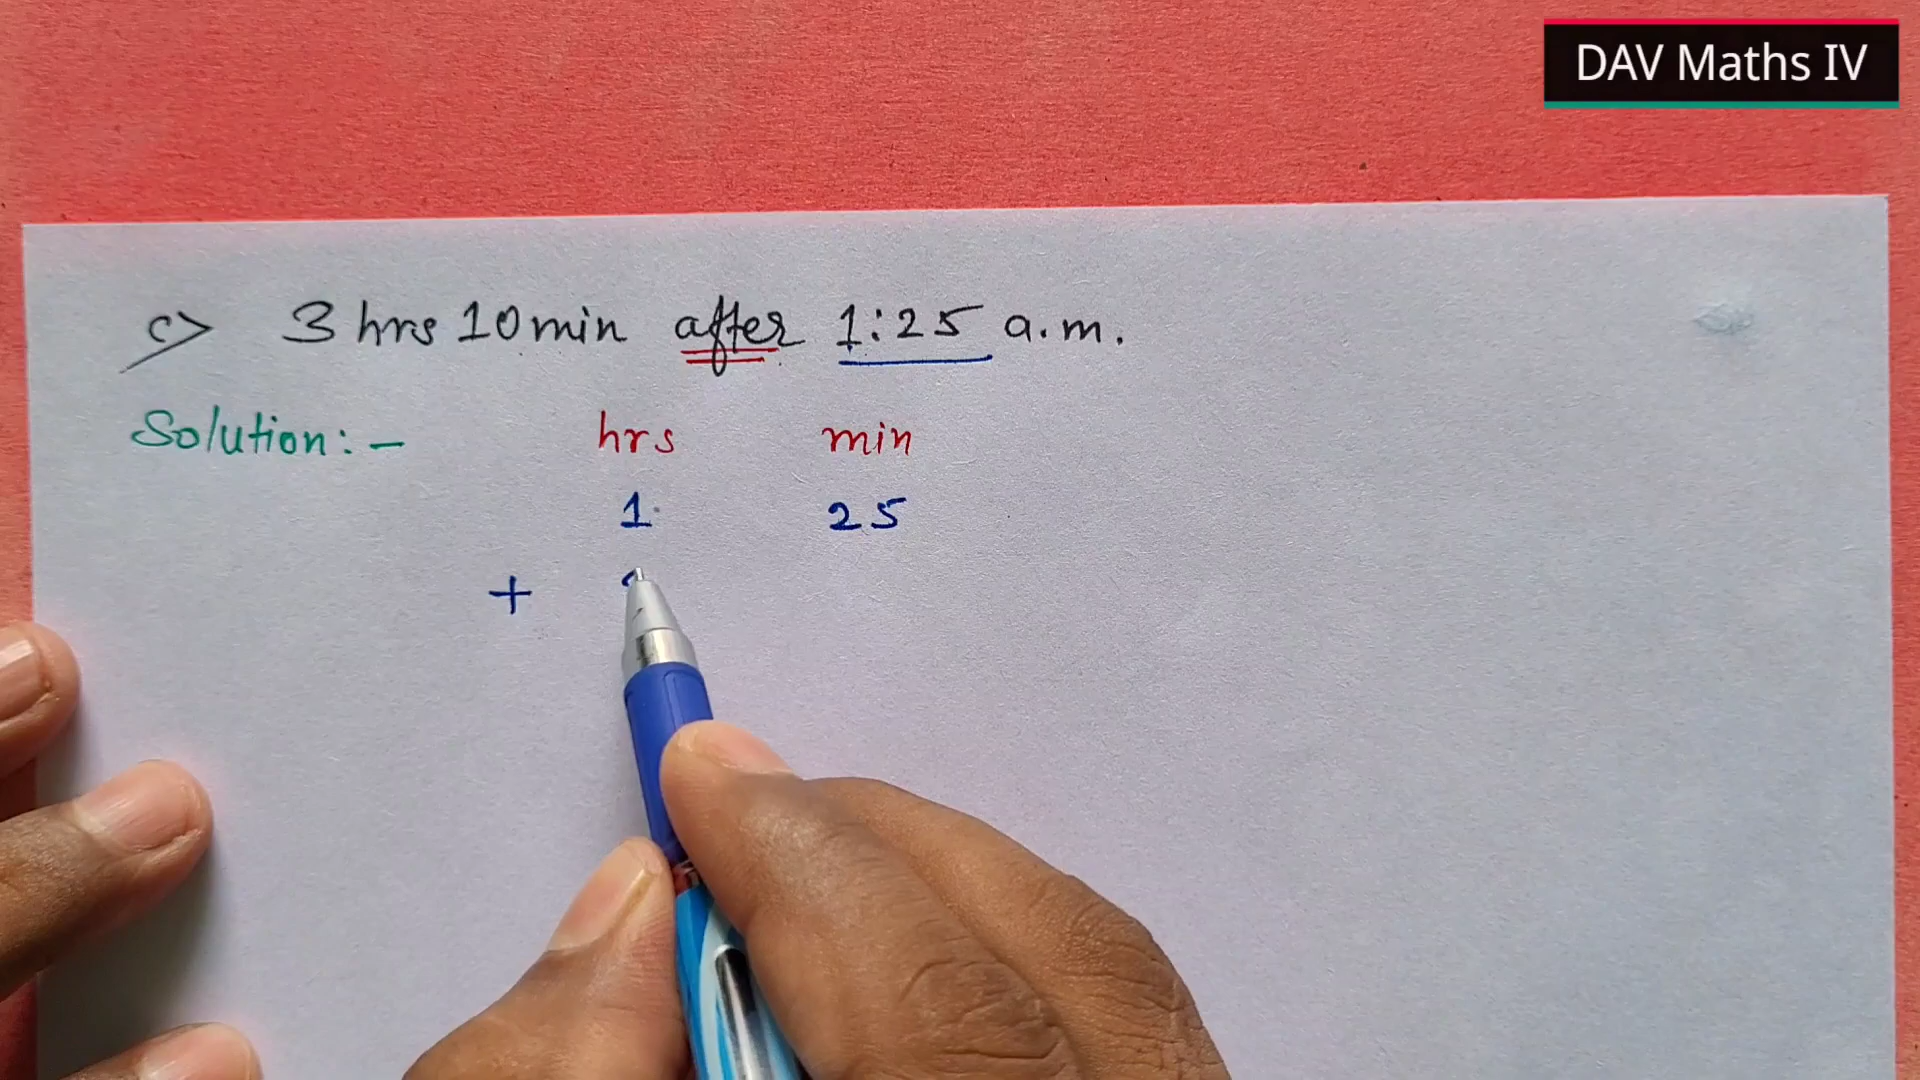 DAV Maths IV
c> 3 hrs 10 min after 1:25 a.m.
Solution:-
hrs min
1 25
+